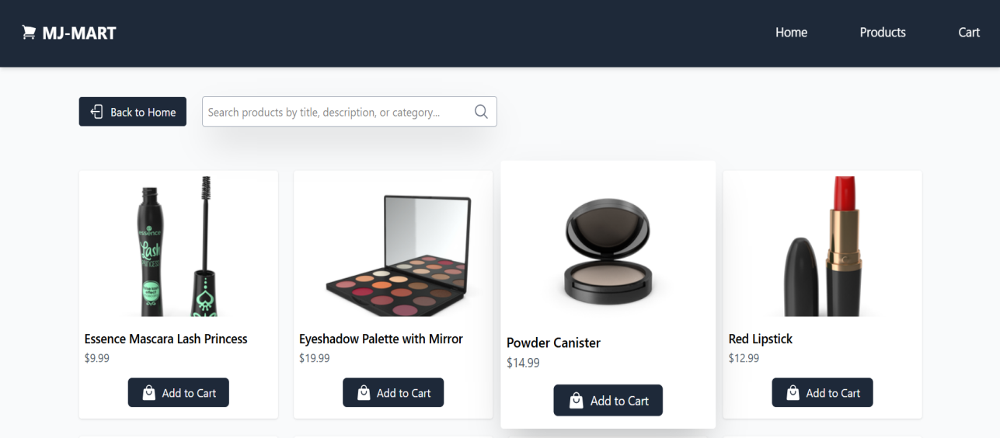 MJ-MART
Home
Products
Cart
Back to Home
Search products by title, description, or category...
essence
Lash
PRINCESS
Essence Mascara Lash Princess
$9.99
Add to Cart
Eyeshadow Palette with Mirror
$19.99
Add to Cart
Powder Canister
$14.99
Add to Cart
Red Lipstick
$12.99
Add to Cart